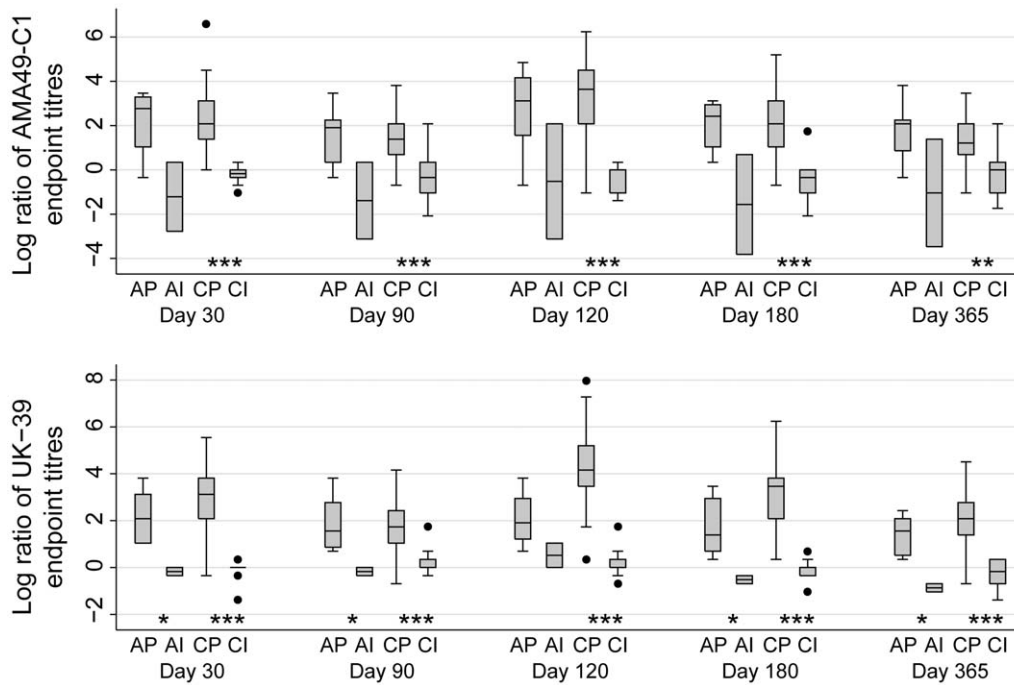 Log ratio of AMA49-C1
endpoint titres
6
4
2
0
−2
−4
*** *** *** *** **
AP AI CP CI AP AI CP CI AP AI CP CI AP AI CP CI AP AI CP CI
Day 30 Day 90 Day 120 Day 180 Day 365
Log ratio of UK−39
endpoint titres
8
6
4
2
0
−2
* *** * *** *** * *** * ***
AP AI CP CI AP AI CP CI AP AI CP CI AP AI CP CI AP AI CP CI
Day 30 Day 90 Day 120 Day 180 Day 365